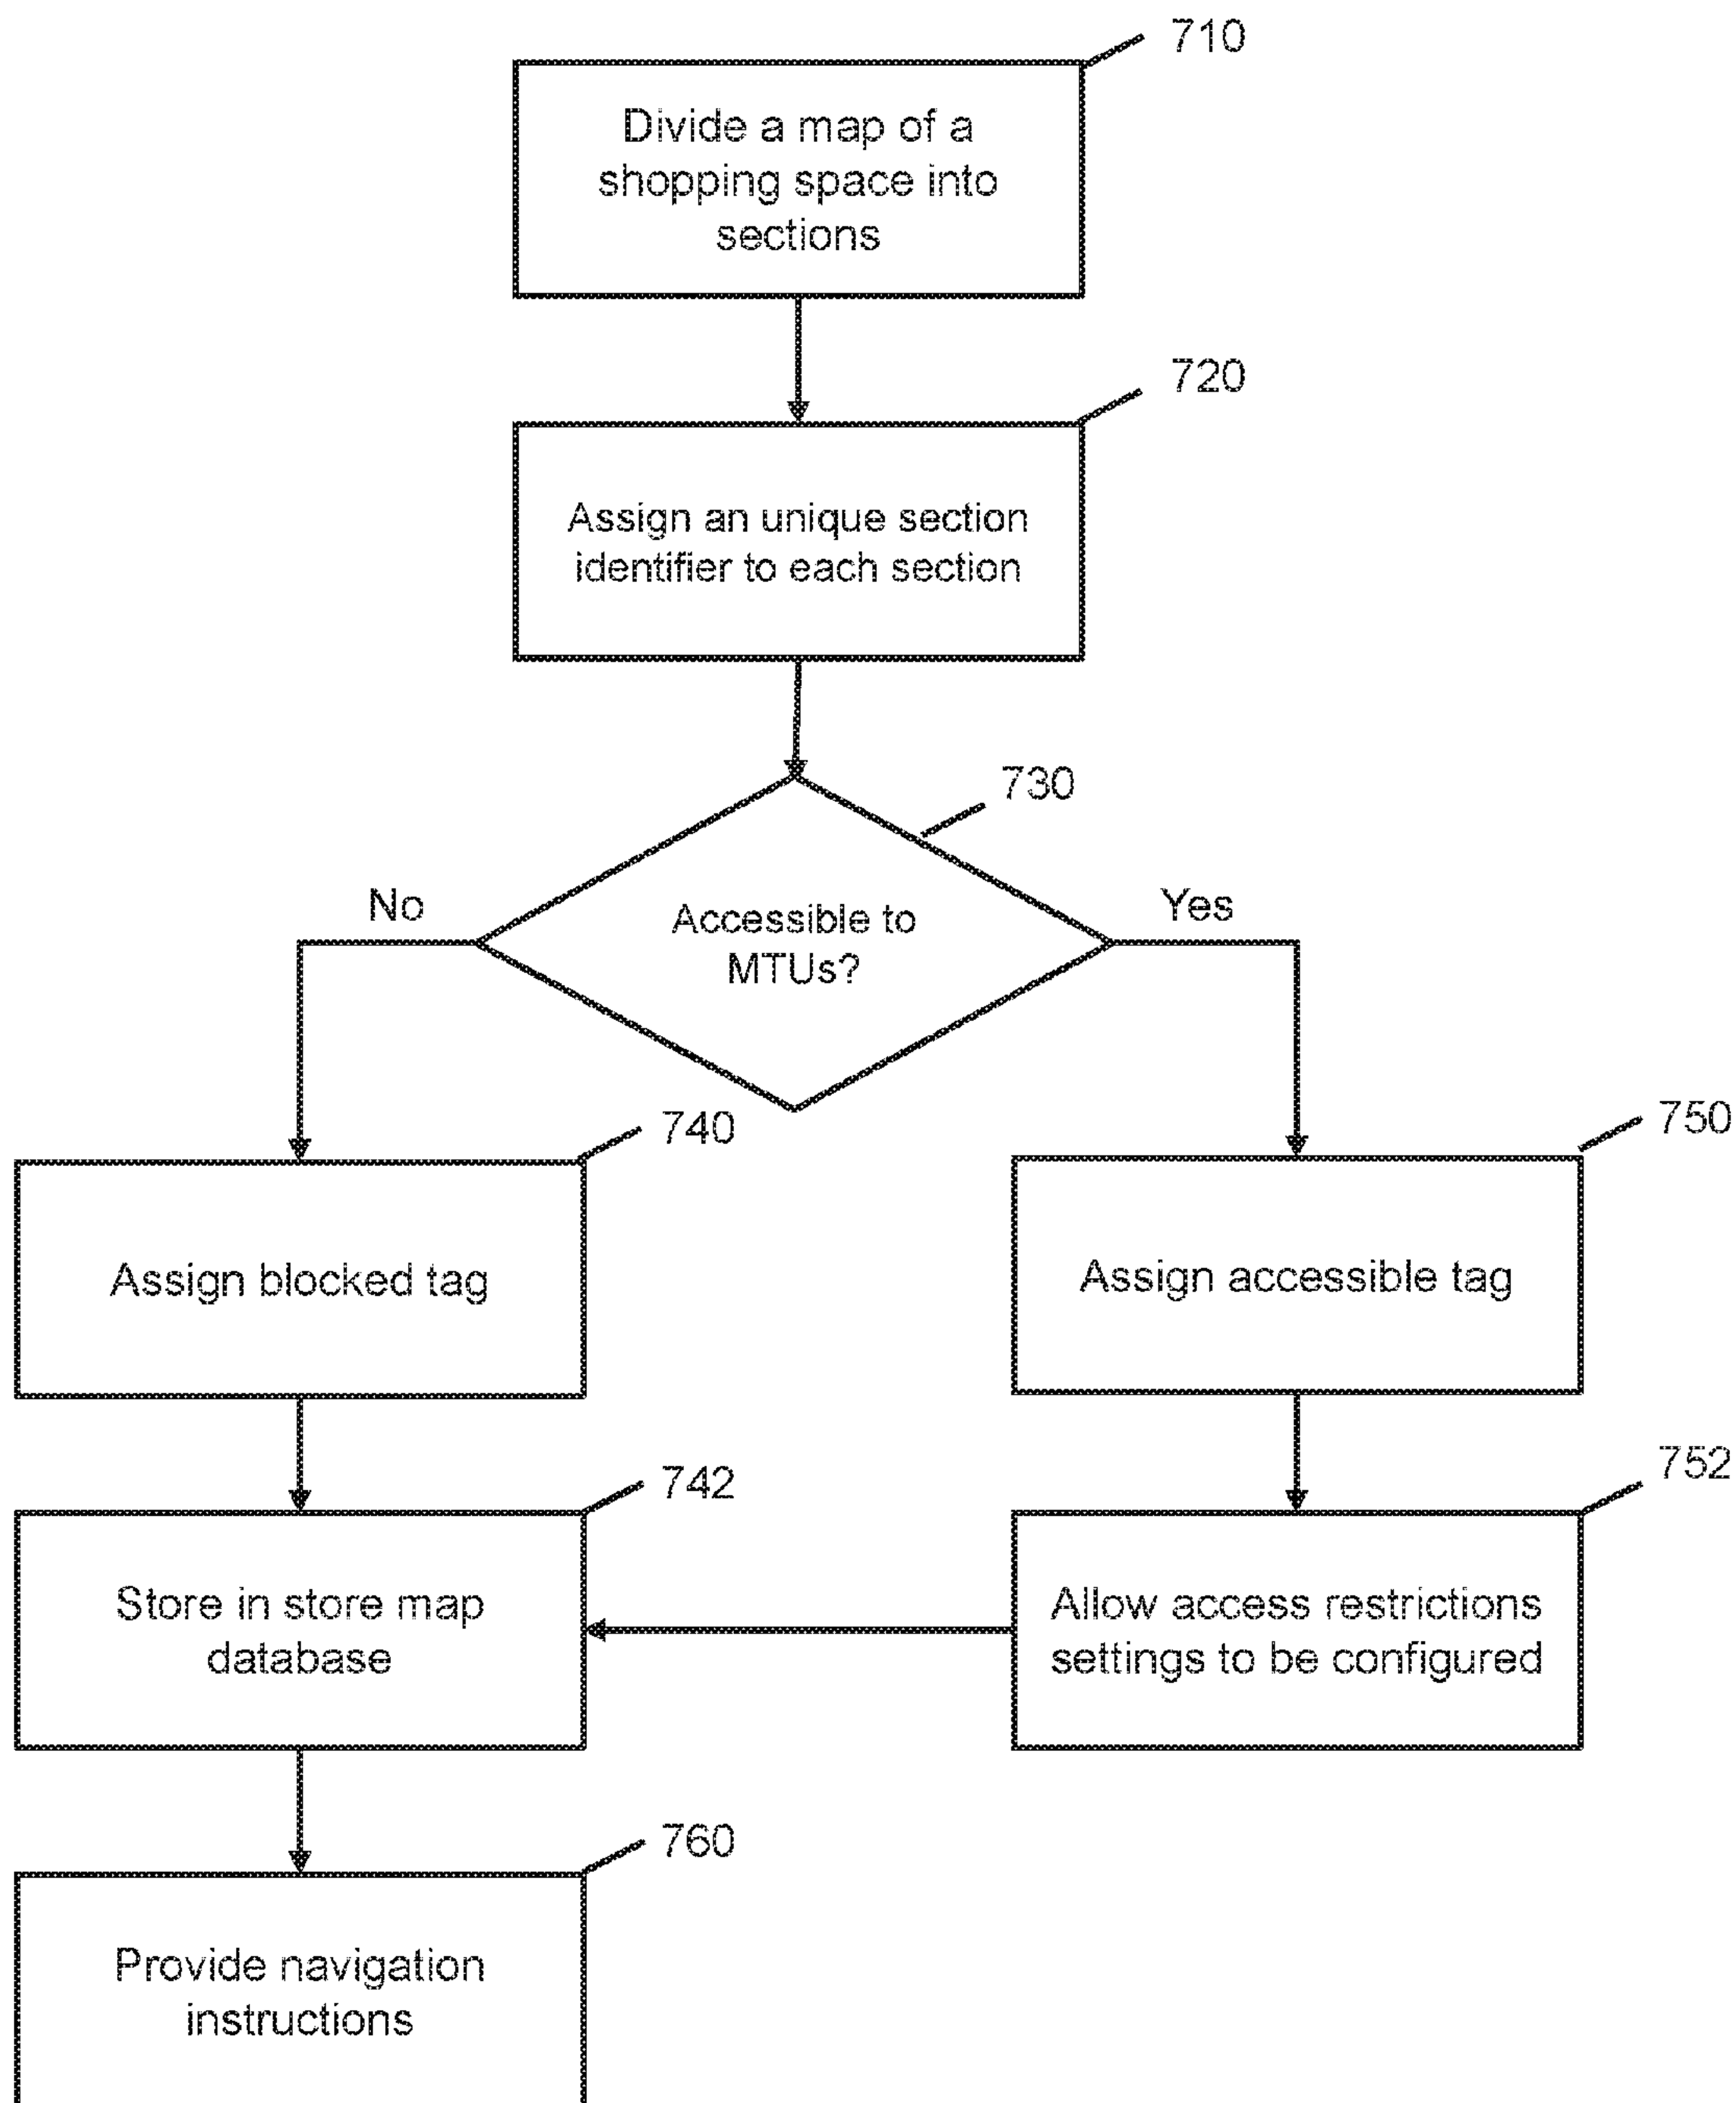 710
Divide a map of a
shopping space into
sections
720
Assign an unique section
identifier to each section
730
No
Accessible to
MTUs?
Yes
740
750
Assign blocked tag
Assign accessible tag
742
752
Store in store map
database
Allow access restrictions
settings to be configured
760
Provide navigation
instructions